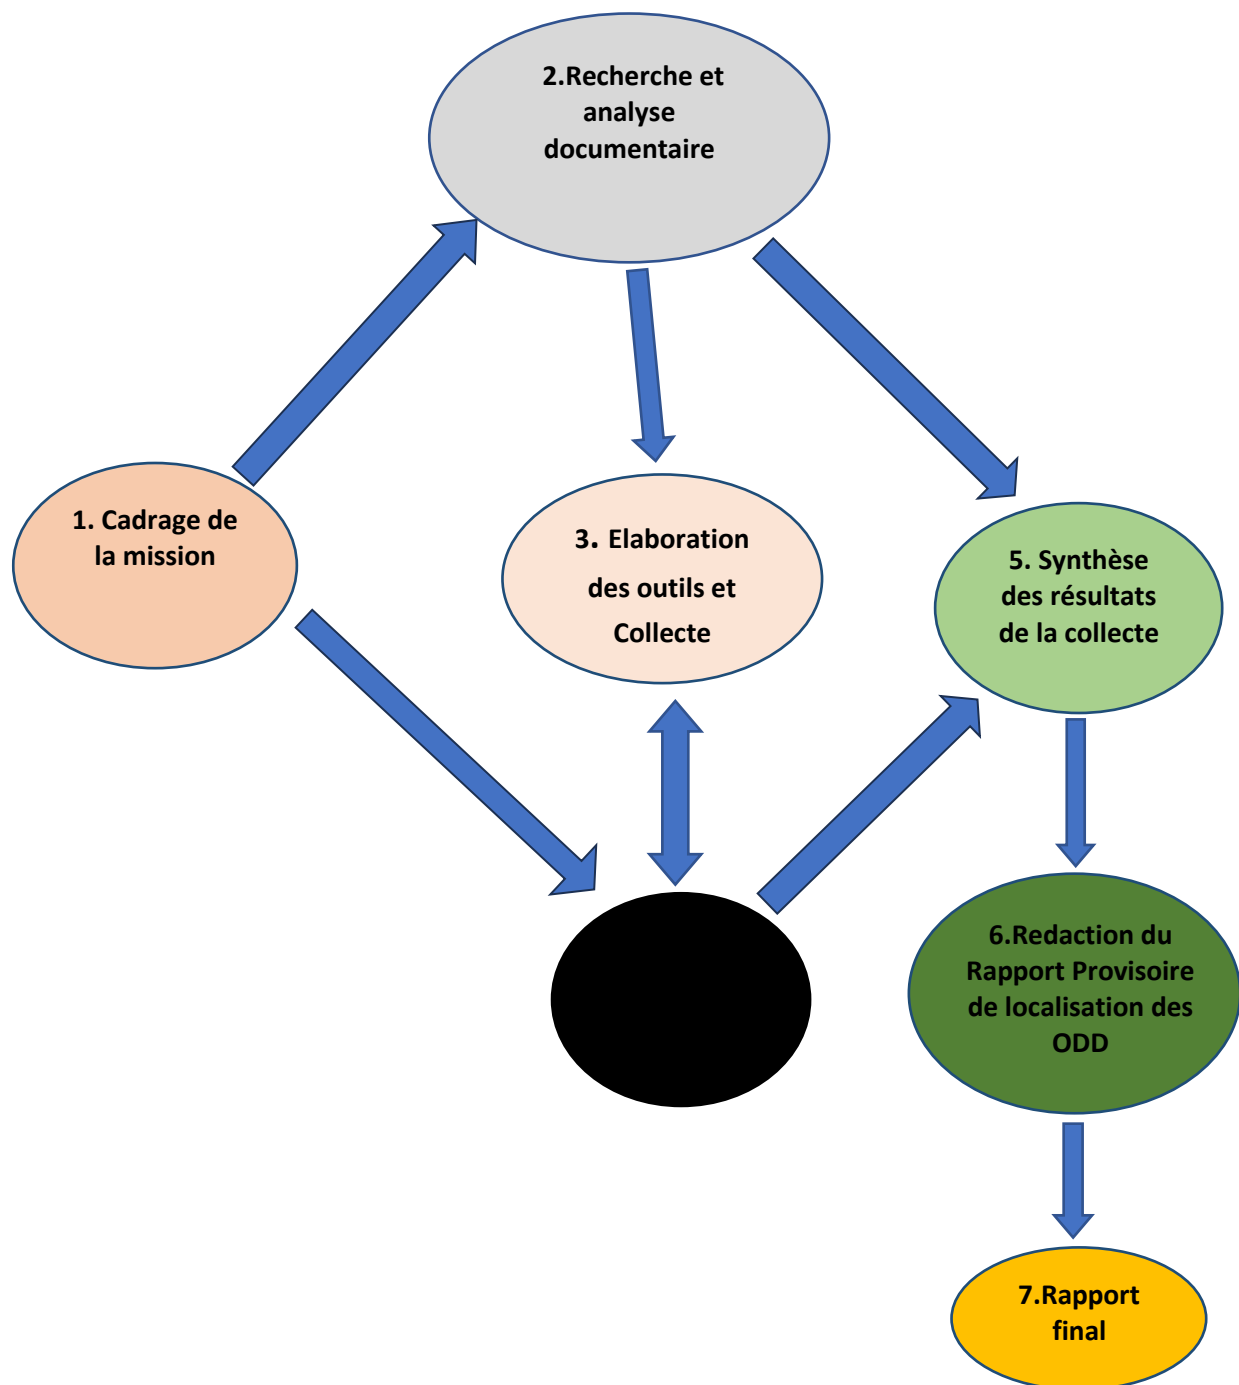 2.Recherche et
analyse
documentaire
1. Cadrage de
la mission
3. Elaboration
des outils et
Collecte
5. Synthèse
des résultats
de la collecte
6.Redaction du
Rapport Provisoire
de localisation des
ODD
7.Rapport
final